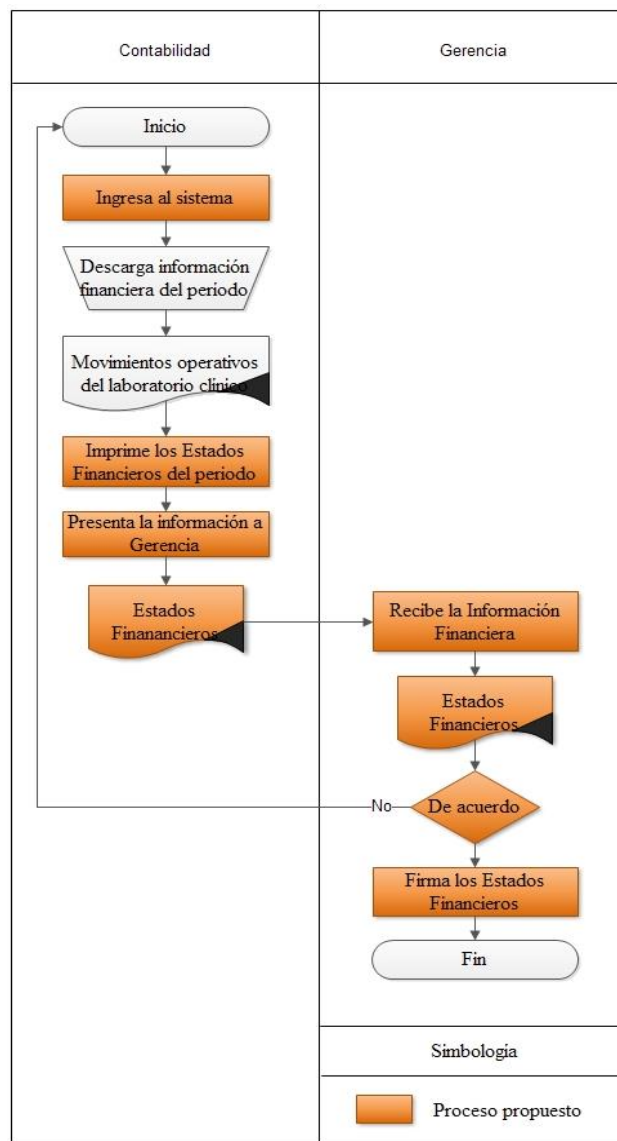 Contabilidad
Gerencia
Inicio
Ingresa al sistema
Descarga información
financiera del periodo
Movimientos operativos
del laboratorio clínico
Imprime los Estados
Financieros del periodo
Presenta la información a
Gerencia
Estados
Finanancieros
Recibe la Información
Financiera
Estados
Financieros
De acuerdo
No
Firma los Estados
Financieros
Fin
Simbologia
Proceso propuesto